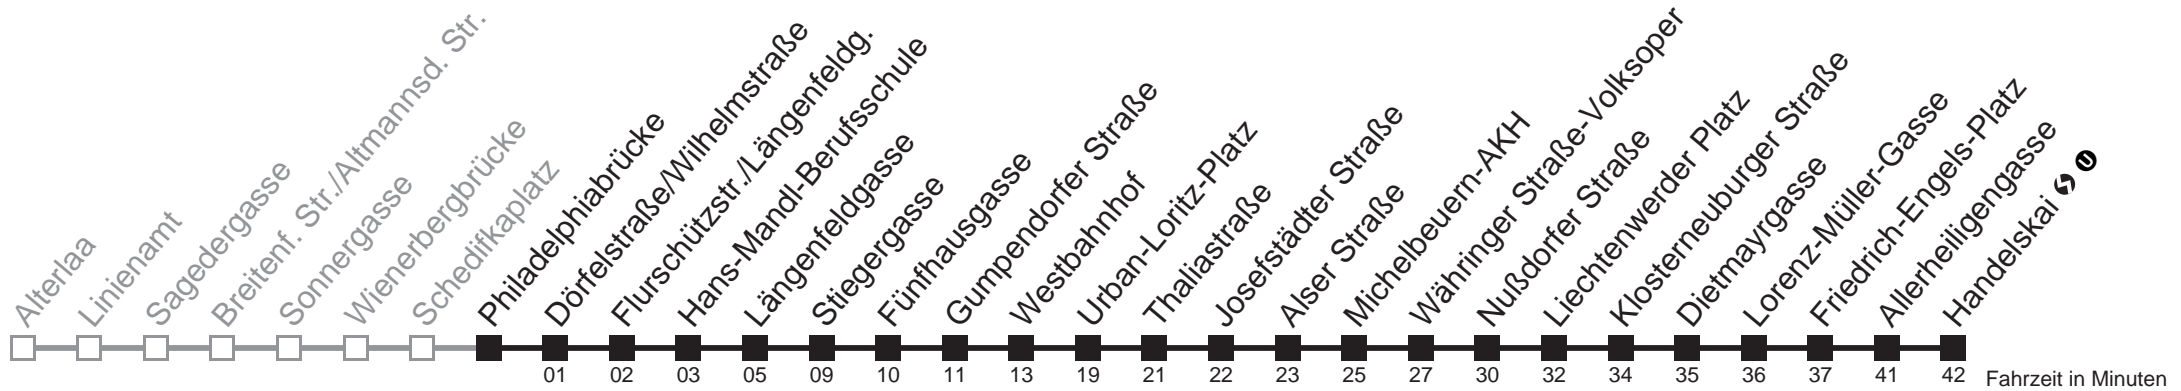 Alterlaa
Linienamt
Sagedergasse
Breitenf. Str./Altmannsd. Str.
Sonnergasse
Wienerbergbrücke
Schedifkaplatz
Philadelphiabrücke
Dörfelstraße/Wilhelmstraße
Flurschützstr./Längenfeldg.
Hans-Mandl-Berufsschule
Längenfeldgasse
Stiegergasse
Fünfhausgasse
Gumpendorfer Straße
Westbahnhof
Urban-Loritz-Platz
Thaliastraße
Josefstädter Straße
Alser Straße
Michelbeuern-AKH
Währinger Straße-Volksoper
Nußdorfer Straße
Liechtenwerder Platz
Klosterneuburger Straße
Dietmayrgasse
Lorenz-Müller-Gasse
Friedrich-Engels-Platz
Allerheiligengasse
Handelskai S U
01 02 03 05 09 10 11 13 19 21 22 23 25 27 30 32 34 35 36 37 41 42 Fahrzeit in Minuten